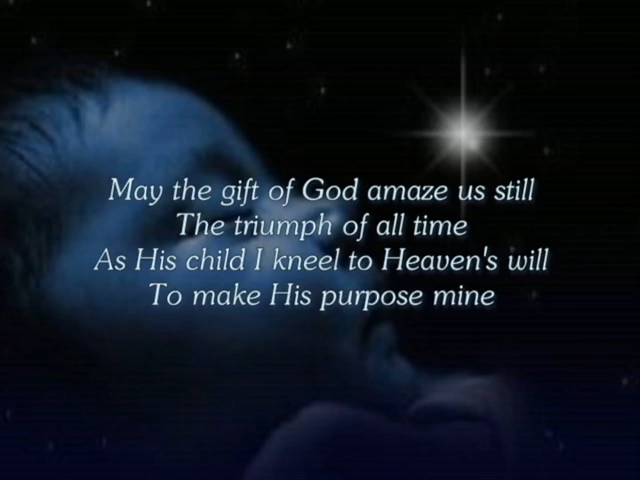 May the gift of God amaze us still
The triumph of all time
As His child I kneel to Heaven's will
To make His purpose mine